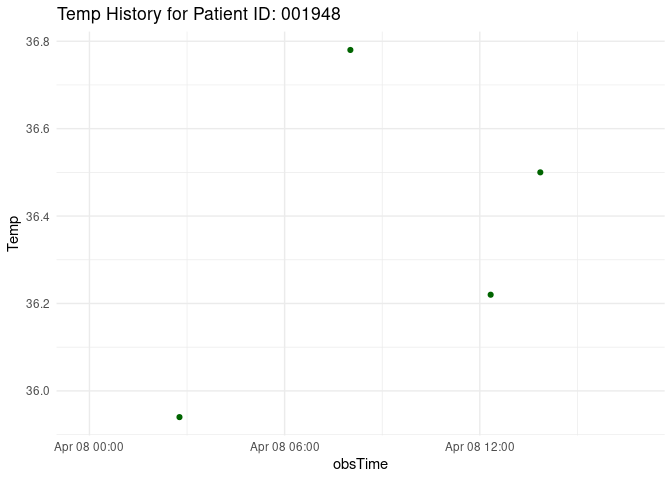 Temp History for Patient ID: 001948
36.8
36.6
36.4
36.2
36.0
Temp
Apr 08 00:00 Apr 08 06:00 Apr 08 12:00
obsTime